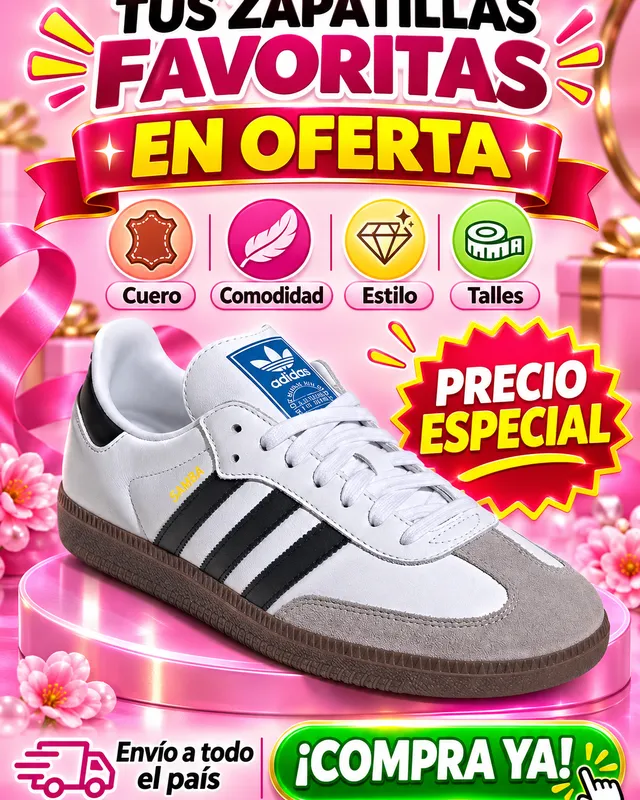 TUS ZAPATILLAS
FAVORITAS
EN OFERTA
Cuero
Comodidad
Estilo
Talles
adidas
SAMBA
PRECIO
ESPECIAL
Envío a todo
el país
¡COMPRA YA!